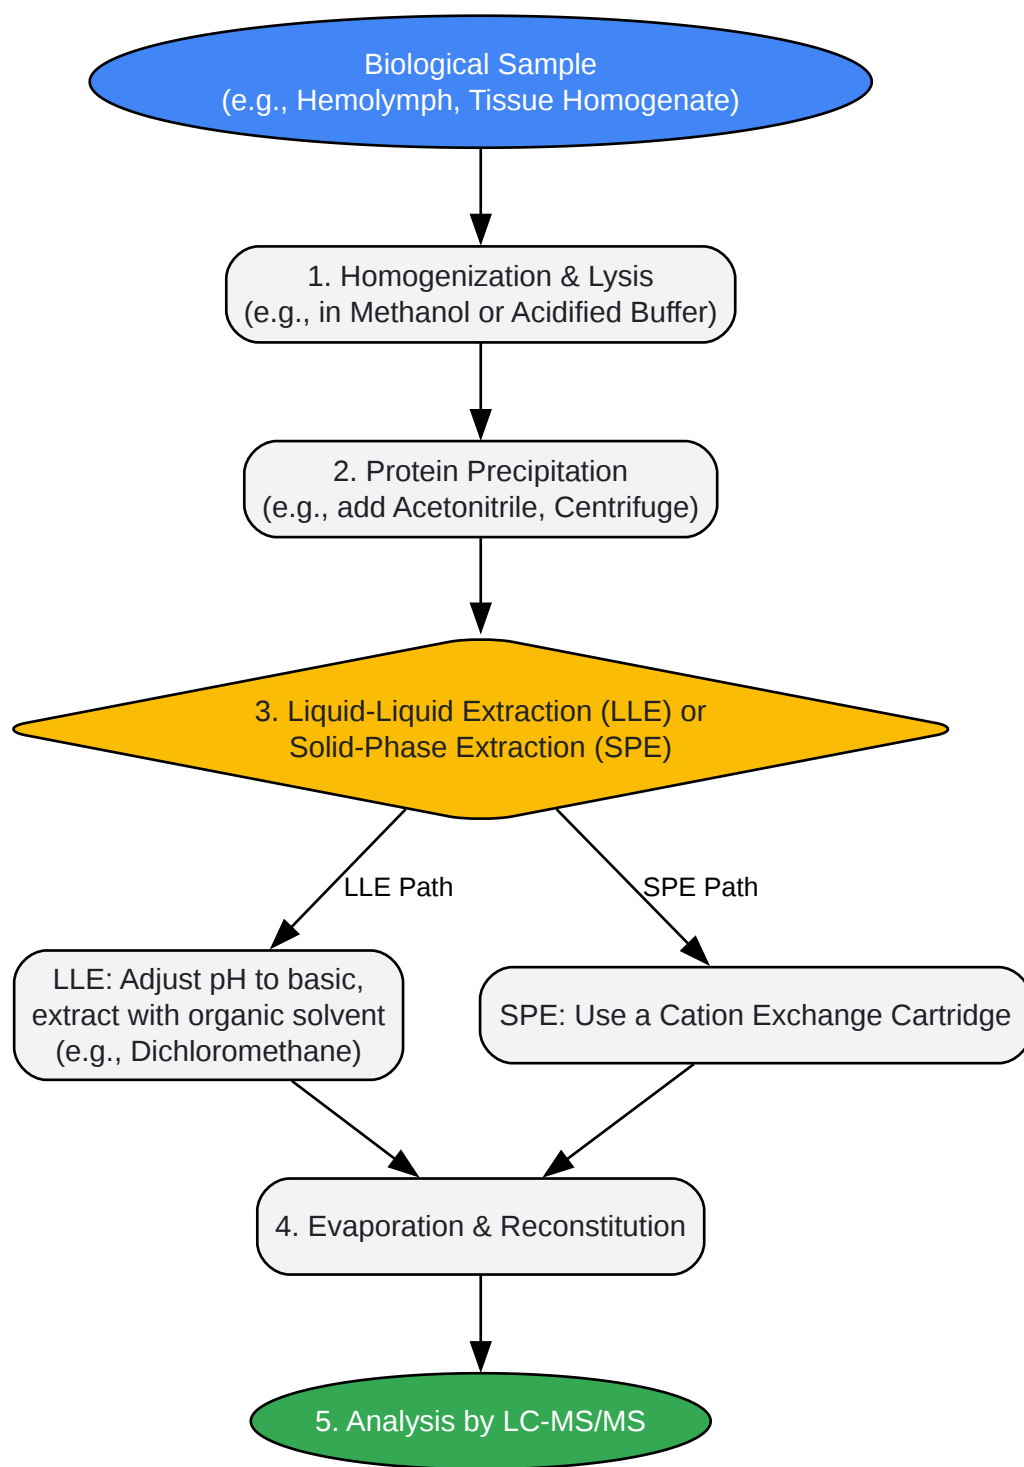 Biological Sample
(e.g., Hemolymph, Tissue Homogenate)
1. Homogenization & Lysis
(e.g., in Methanol or Acidified Buffer)
2. Protein Precipitation
(e.g., add Acetonitrile, Centrifuge)
3. Liquid-Liquid Extraction (LLE) or
Solid-Phase Extraction (SPE)
LLE Path
SPE Path
LLE: Adjust pH to basic,
extract with organic solvent
(e.g., Dichloromethane)
SPE: Use a Cation Exchange Cartridge
4. Evaporation & Reconstitution
5. Analysis by LC-MS/MS